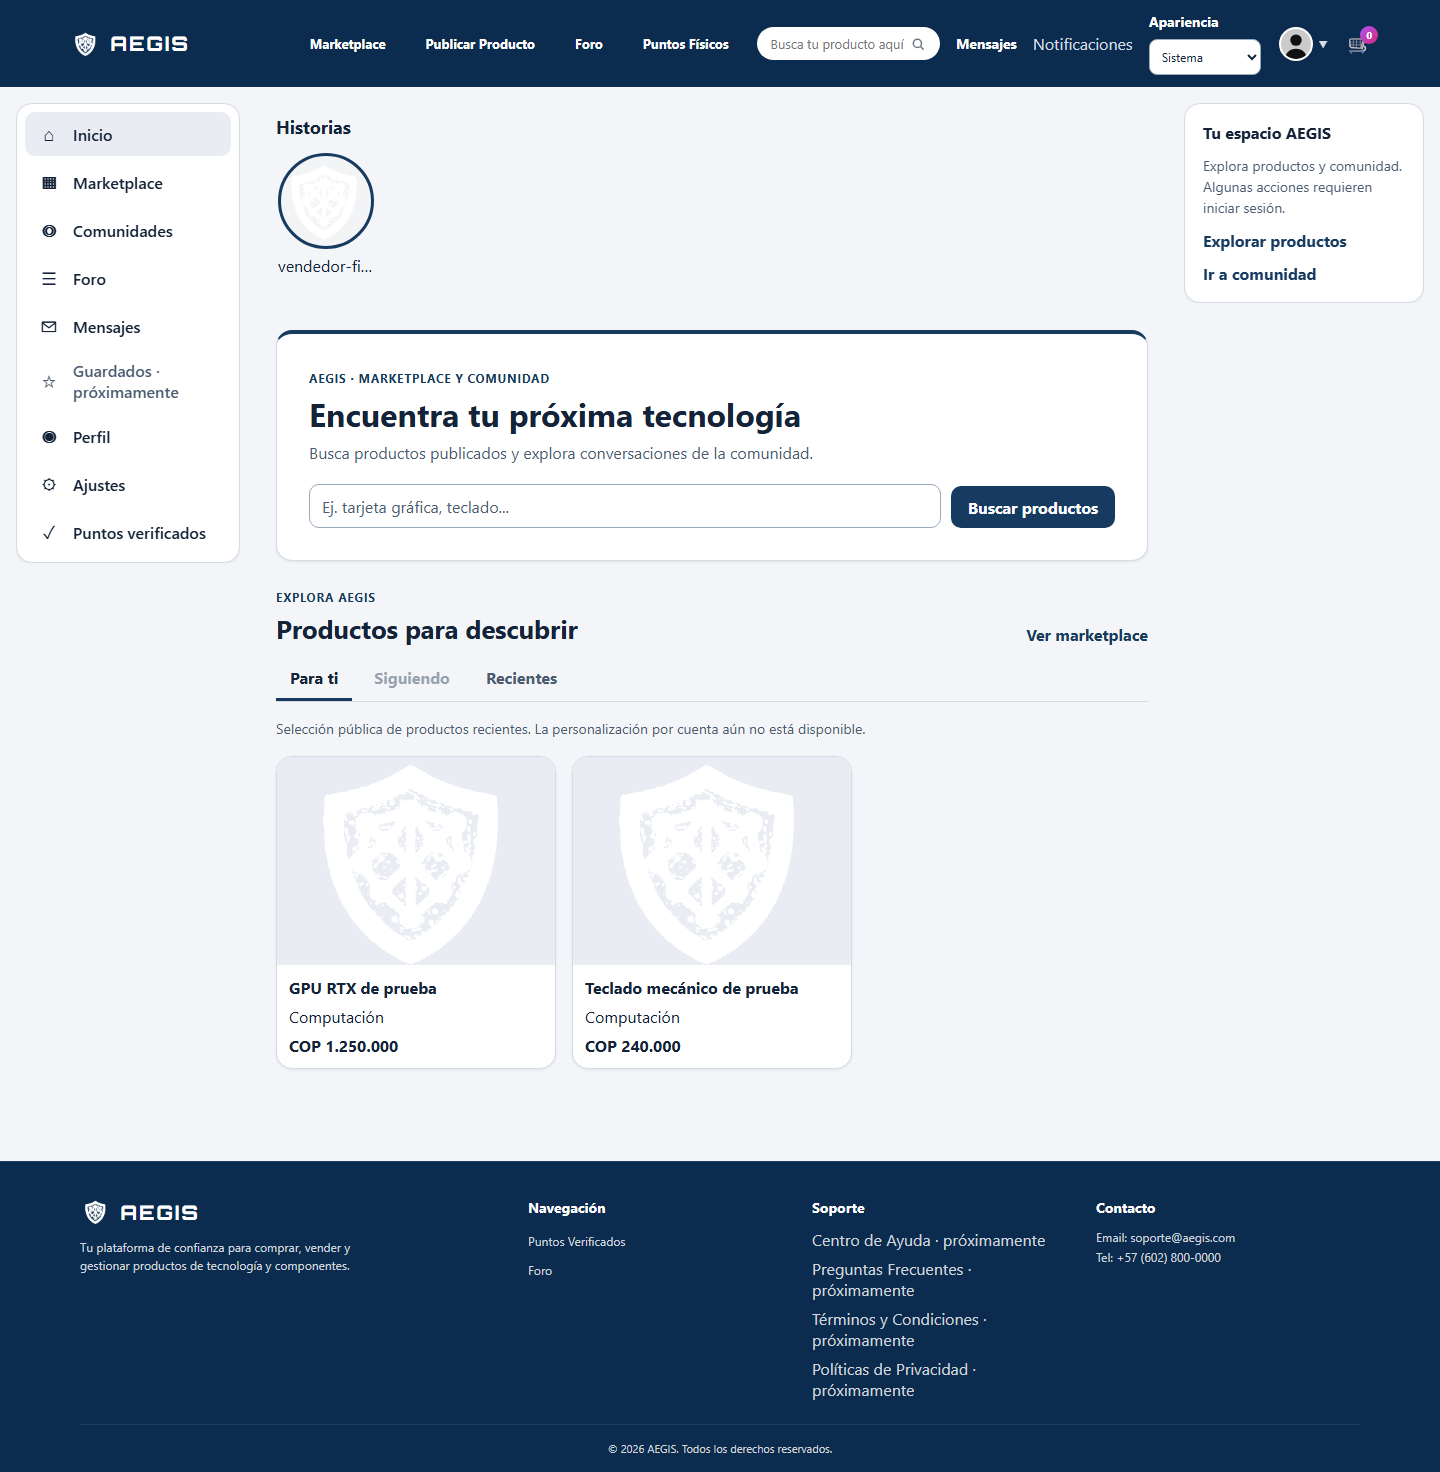 AEGIS
Marketplace
Publicar Producto
Foro
Puntos Físicos
Busca tu producto aquí
Mensajes
Notificaciones
Apariencia
Sistema
0
Inicio
Marketplace
Comunidades
Foro
Mensajes
Guardados ·
próximamente
Perfil
Ajustes
Puntos verificados
Historias
vendedor-fi...
AEGIS · MARKETPLACE Y COMUNIDAD
Encuentra tu próxima tecnología
Busca productos publicados y explora conversaciones de la comunidad.
Ej. tarjeta gráfica, teclado...
Buscar productos
EXPLORA AEGIS
Productos para descubrir
Ver marketplace
Para ti
Siguiendo
Recientes
Selección pública de productos recientes. La personalización por cuenta aún no está disponible.
GPU RTX de prueba
Computación
COP 1.250.000
Teclado mecánico de prueba
Computación
COP 240.000
Tu espacio AEGIS
Explora productos y comunidad.
Algunas acciones requieren
iniciar sesión.
Explorar productos
Ir a comunidad
AEGIS
Tu plataforma de confianza para comprar, vender y
gestionar productos de tecnología y componentes.
Navegación
Puntos Verificados
Foro
Soporte
Centro de Ayuda · próximamente
Preguntas Frecuentes ·
próximamente
Términos y Condiciones ·
próximamente
Políticas de Privacidad ·
próximamente
Contacto
Email: soporte@aegis.com
Tel: +57 (602) 800-0000
© 2026 AEGIS. Todos los derechos reservados.